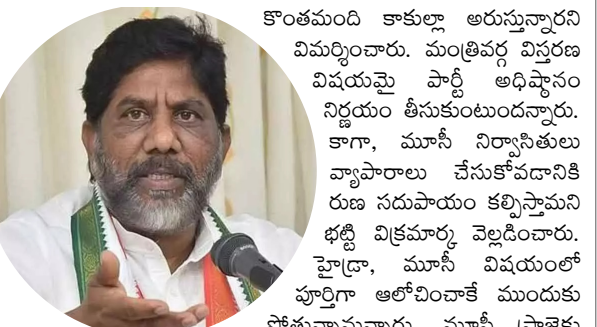 కొంతమంది కాకుల్లా అరుస్తున్నారని
విమర్శించారు. మంత్రివర్గ విస్తరణ
విషయమై పార్టీ అధిష్ఠానం
నిర్ణయం తీసుకుంటుందన్నారు.
కాగా, మూసీ నిర్వాసితులు
వ్యాపారాలు చేసుకోవడానికి
రుణ సదుపాయం కల్పిస్తామని
భట్టి విక్రమార్క వెల్లడించారు.
హైడ్రా, మూసీ విషయంలో
పూర్తిగా ఆలోచించాకే ముందుకు